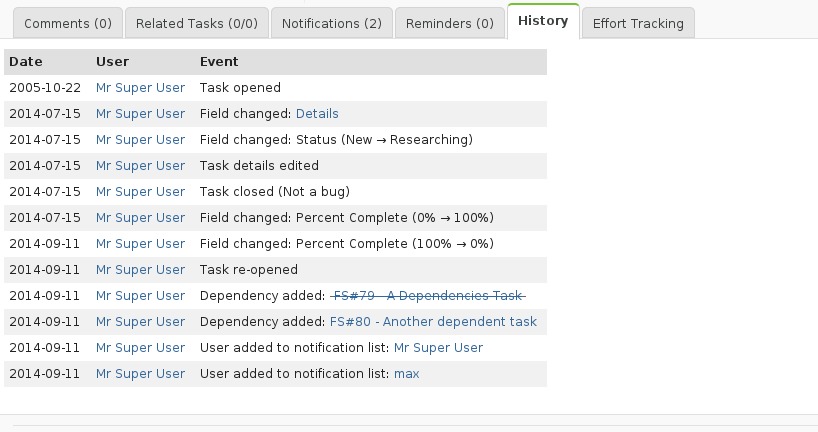 Comments (0) Related Tasks (0/0) Notifications (2) Reminders (0) History Effort Tracking
Date User Event
2005-10-22 Mr Super User Task opened
2014-07-15 Mr Super User Field changed: Details
2014-07-15 Mr Super User Field changed: Status (New → Researching)
2014-07-15 Mr Super User Task details edited
2014-07-15 Mr Super User Task closed (Not a bug)
2014-07-15 Mr Super User Field changed: Percent Complete (0% → 100%)
2014-09-11 Mr Super User Field changed: Percent Complete (100% → 0%)
2014-09-11 Mr Super User Task re-opened
2014-09-11 Mr Super User Dependency added: FS#79 - A Dependencies Task
2014-09-11 Mr Super User Dependency added: FS#80 - Another dependent task
2014-09-11 Mr Super User User added to notification list: Mr Super User
2014-09-11 Mr Super User User added to notification list: max